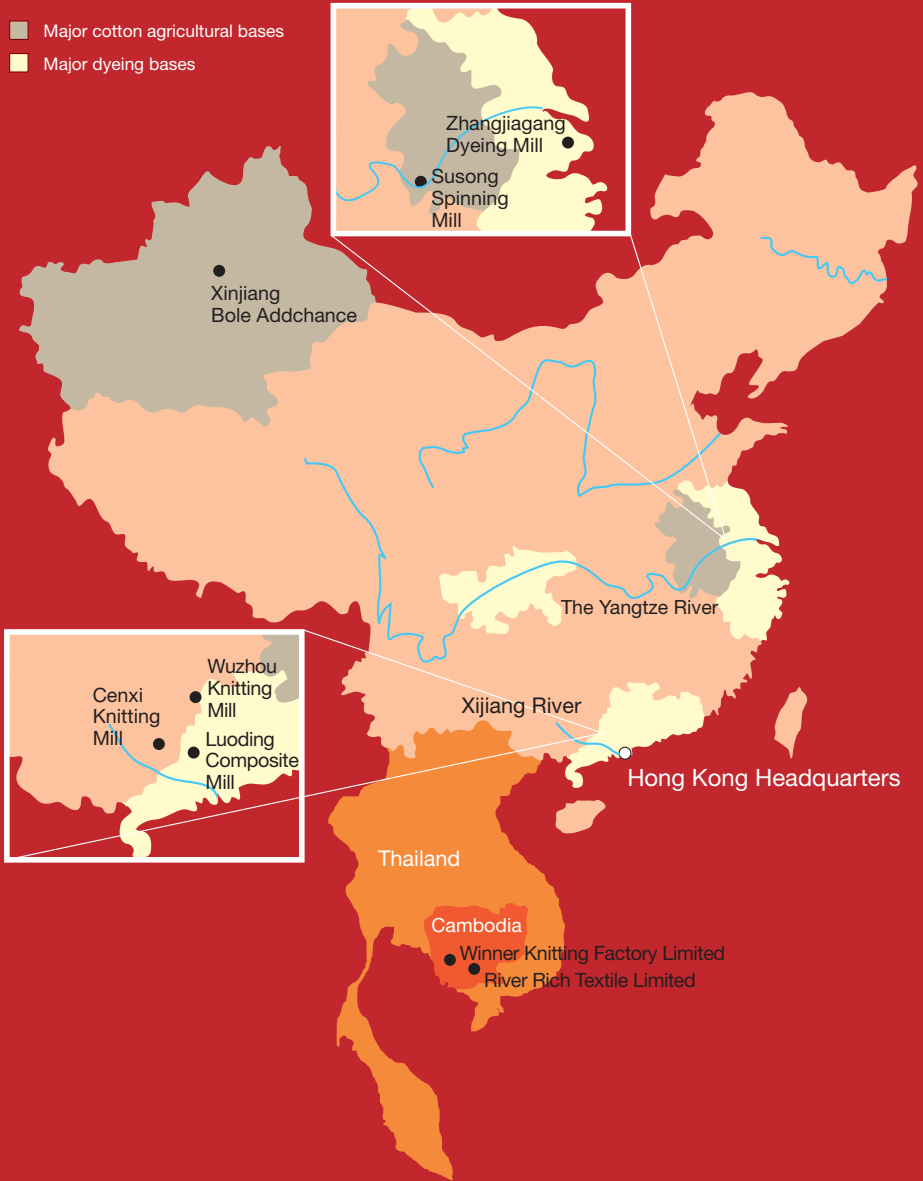 Major cotton agricultural bases
Major dyeing bases
Zhangjiagang
Dyeing Mill
Susong
Spinning
Mill
Xinjiang
Bole Addchance
The Yangtze River
Wuzhou
Knitting
Mill
Cenxi
Knitting
Mill
Luoding
Composite
Mill
Xijiang River
Hong Kong Headquarters
Thailand
Cambodia
Winner Knitting Factory Limited
River Rich Textile Limited